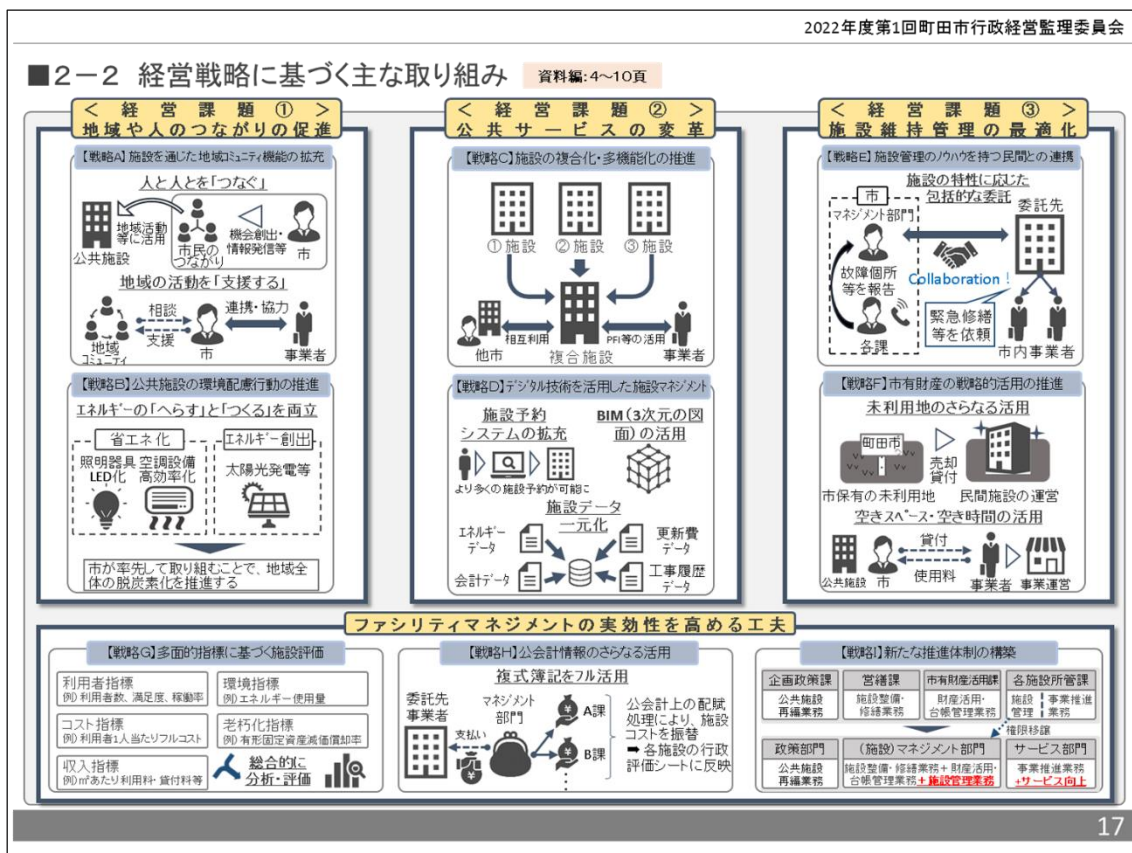 2022年度第1回町田市行政経営監理委員会
■2-2 経営戦略に基づく主な取り組み
資料編:4~10頁
<経営課題①>
地域や人のつながりの促進
【戦略A】施設を通じた地域コミュニティ機能の拡充
人と人とを「つなぐ」
公共施設
地域活動
等に活用
市民の
つながり
機会創出・
情報発信等
市
地域の活動を「支援する」
地域
コミュニティ
相談
支援
市
連携・協力
事業者
【戦略B】公共施設の環境配慮行動の推進
エネルギーの「へらす」と「つくる」を両立
省エネ化
照明器具
LED化
空調設備
高効率化
エネルギー創出
太陽光発電等
市が率先して取り組むことで、地域全
体の脱炭素化を推進する
<経営課題②>
公共サービスの変革
【戦略C】施設の複合化・多機能化の推進
①施設
②施設
③施設
他市
相互利用
複合施設
PFI等の活用
事業者
【戦略D】デジタル技術を活用した施設マネジメント
施設予約
システムの拡充
より多くの施設予約が可能に
BIM(3次元の図
面)の活用
施設データ
一元化
エネルギー
データ
会計データ
更新費
データ
工事履歴
データ
<経営課題③>
施設維持管理の最適化
【戦略E】施設管理のノウハウを持つ民間との連携
施設の特性に応じた
包括的な委託
市
マネジメント部門
委託先
故障個所
等を報告
各課
Collaboration!
緊急修繕
等を依頼
市内事業者
【戦略F】市有財産の戦略的活用の推進
未利用地のさらなる活用
町田市
市保有の未利用地
売却
貸付
民間施設の運営
空きスペース・空き時間の活用
公共施設
市
貸付
使用料
事業者
事業運営
ファシリティマネジメントの実効性を高める工夫
【戦略G】多面的指標に基づく施設評価
利用者指標
例)利用者数、満足度、稼働率
環境指標
例)エネルギー使用量
コスト指標
例)利用者1人当たりフルコスト
老朽化指標
例)有形固定資産減価償却率
収入指標
例)㎡あたり利用料・貸付料等
総合的に
分析・評価
【戦略H】公会計情報のさらなる活用
複式簿記をフル活用
委託先
事業者
支払い
マネジメント
部門
A課
B課
公会計上の配賦
処理により、施設
コストを振替
➡各施設の行政
評価シートに反映
【戦略I】新たな推進体制の構築
企画政策課
公共施設
再編業務
営繕課
施設整備・
修繕業務
市有財産活用課
財産活用・
台帳管理業務
各施設所管課
施設
管理
事業推進
業務
権限移譲
政策部門
公共施設
再編業務
(施設)マネジメント部門
施設整備・修繕業務+財産活用・
台帳管理業務+施設管理業務
サービス部門
事業推進業務
+サービス向上
17